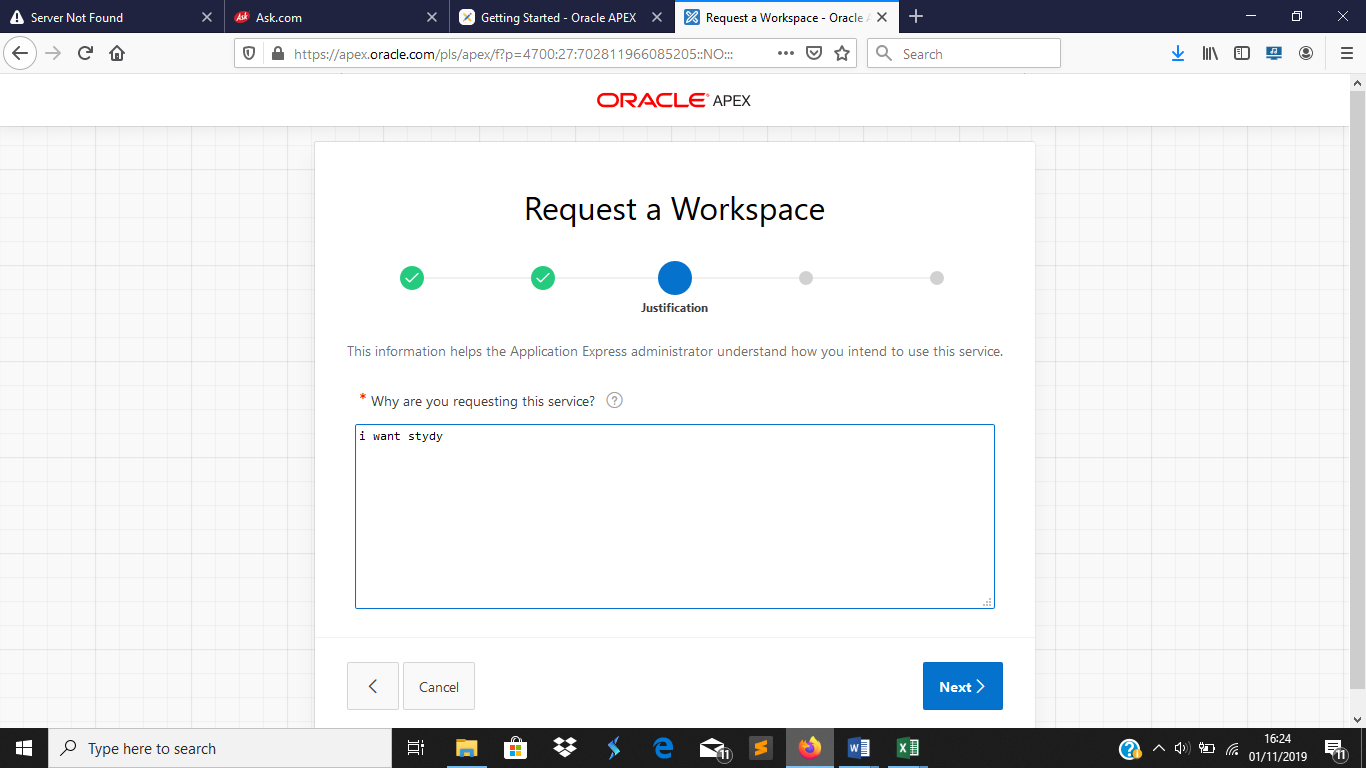 Server Not Found
Ask.com
Getting Started - Oracle APEX
Request a Workspace - Oracle A
https://apex.oracle.com/pls/apex/f?p=4700:27:702811966085205::NO:::
Search
ORACLE APEX
Request a Workspace
Justification
This information helps the Application Express administrator understand how you intend to use this service.
* Why are you requesting this service? ?
i want stydy
Cancel
Next
Type here to search
11
16:24
01/11/2019
11